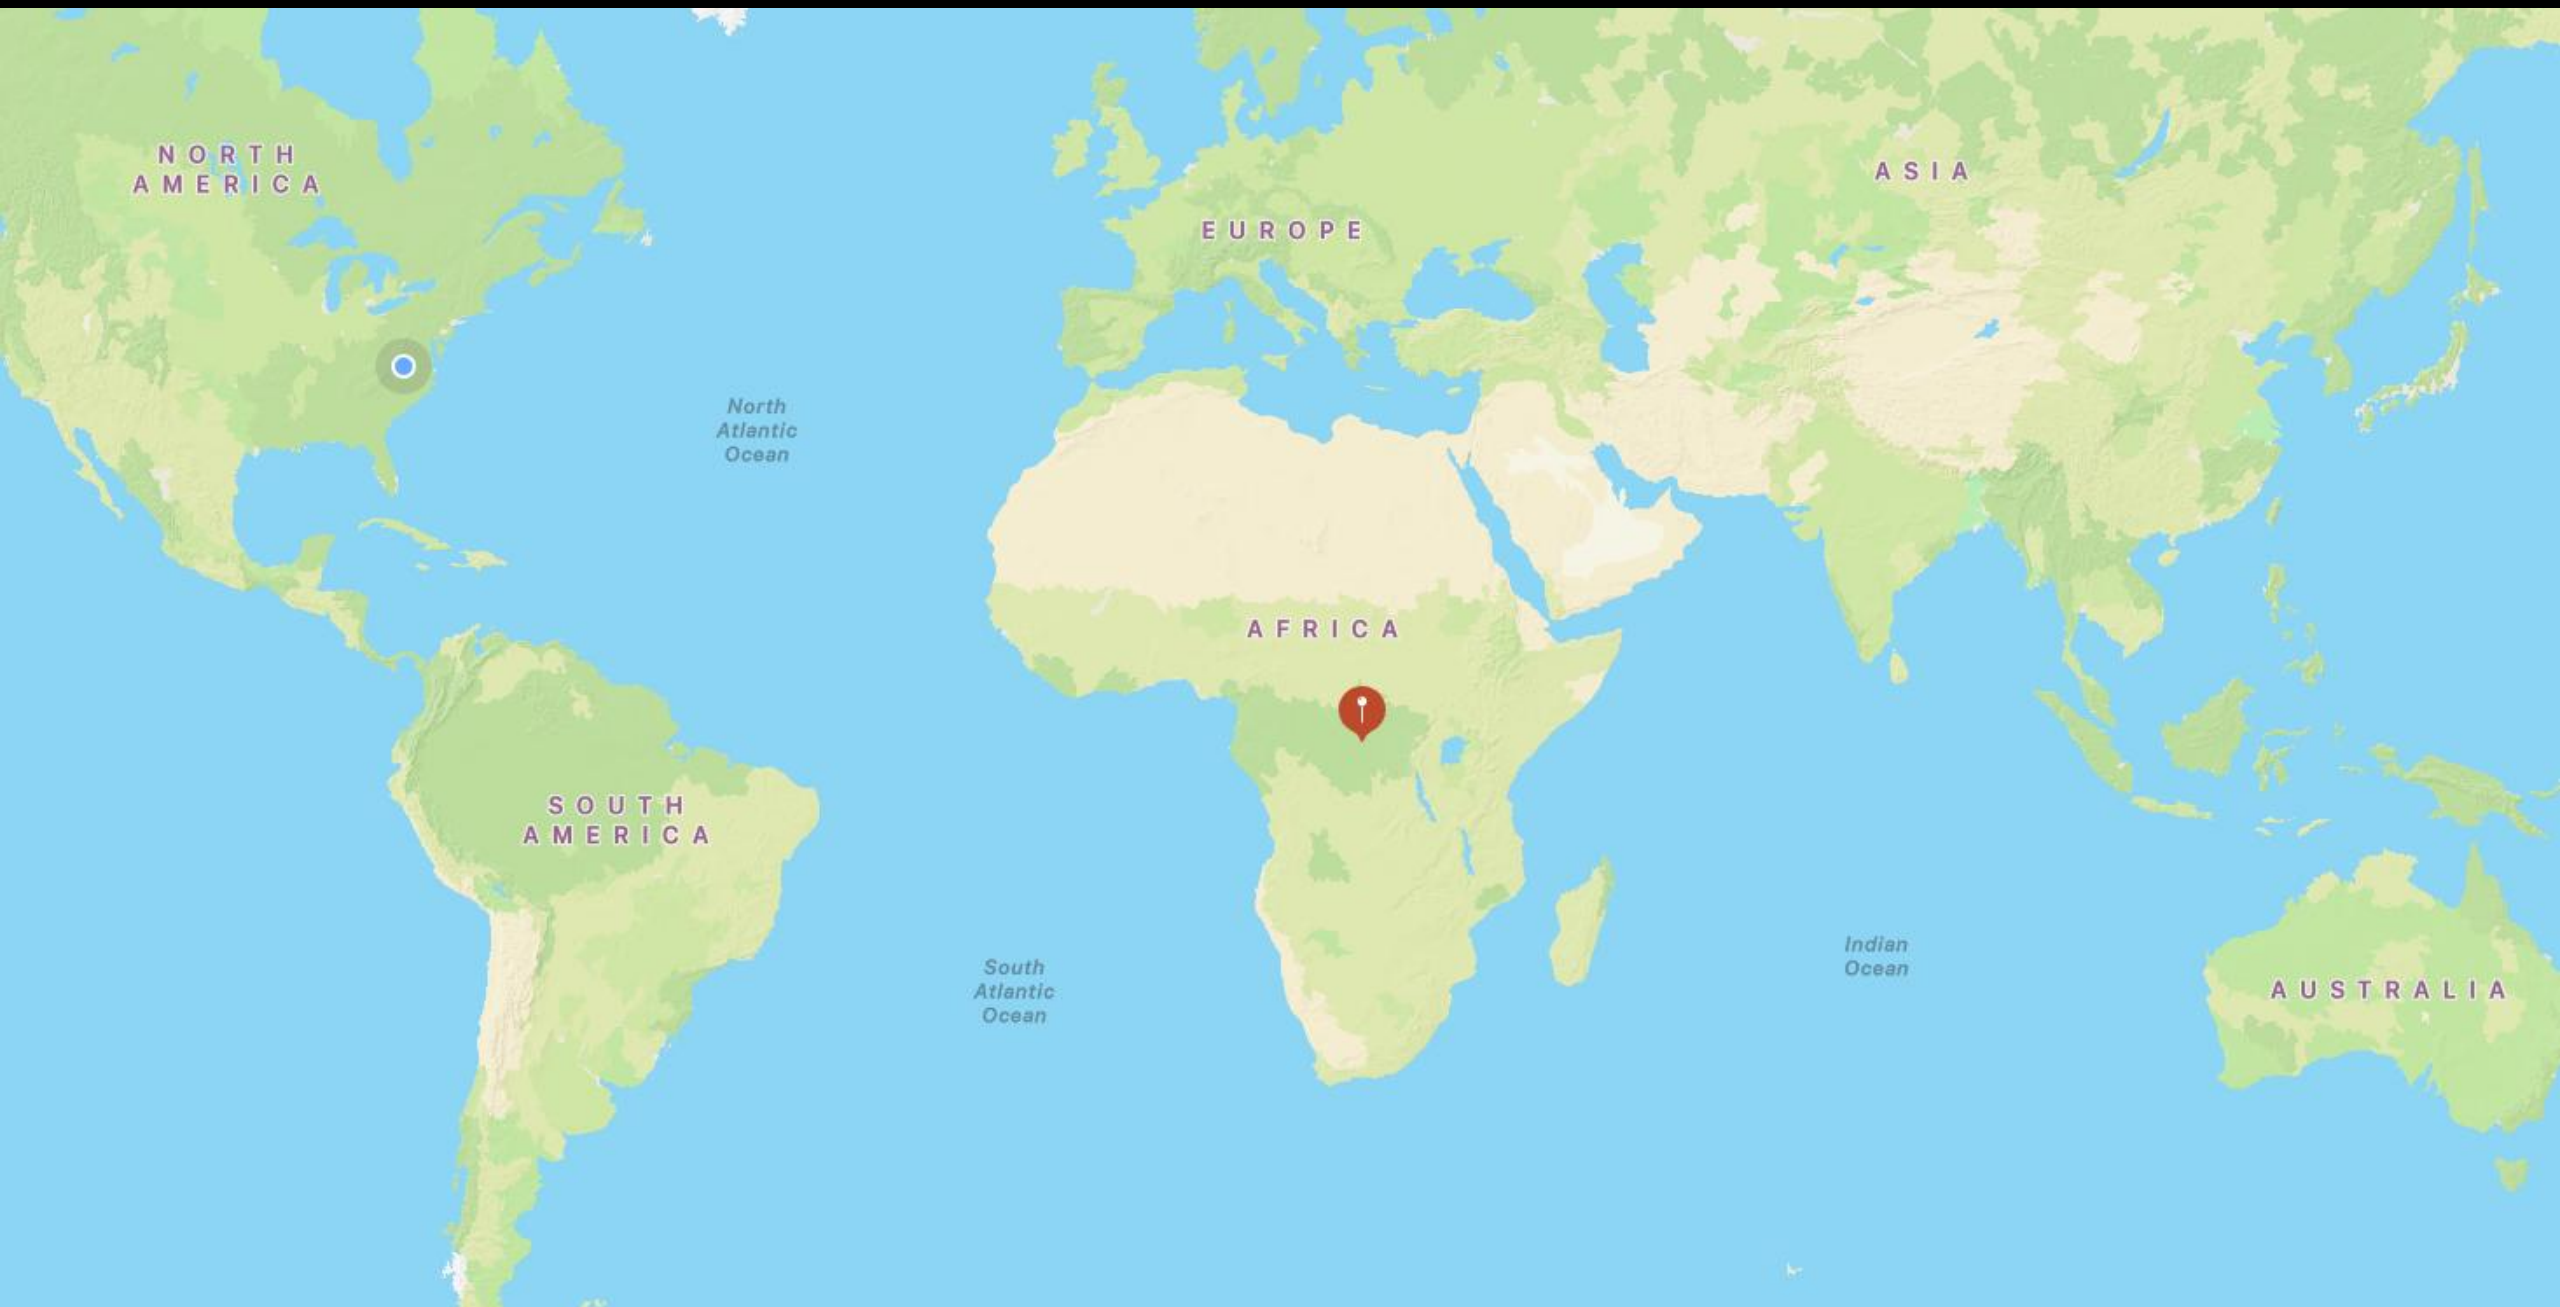 NORTH
AMERICA
ASIA
EUROPE
North
Atlantic
Ocean
AFRICA
SOUTH
AMERICA
Indian
Ocean
South
Atlantic
Ocean
AUSTRALIA